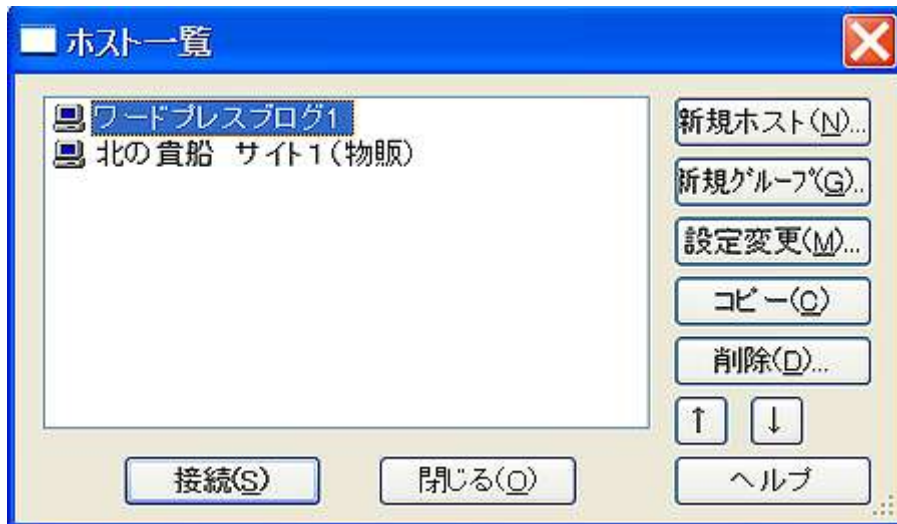 ホスト一覧
ワードプレスブログ1
北の貴船 サイト1(物販)
新規ホスト(N)...
新規グループ(G)..
設定変更(M)...
コピー(C)
削除(D)...
↑ ↓
接続(S)
閉じる(O)
ヘルプ